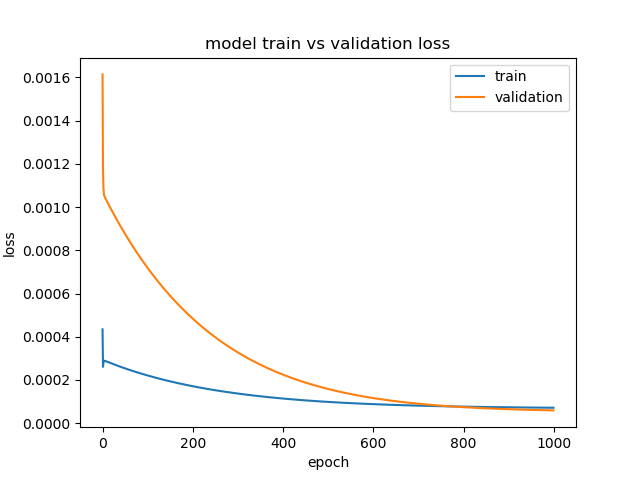 model train vs validation loss
train
validation
loss
0.0016
0.0014
0.0012
0.0010
0.0008
0.0006
0.0004
0.0002
0.0000
0 200 400 600 800 1000
epoch